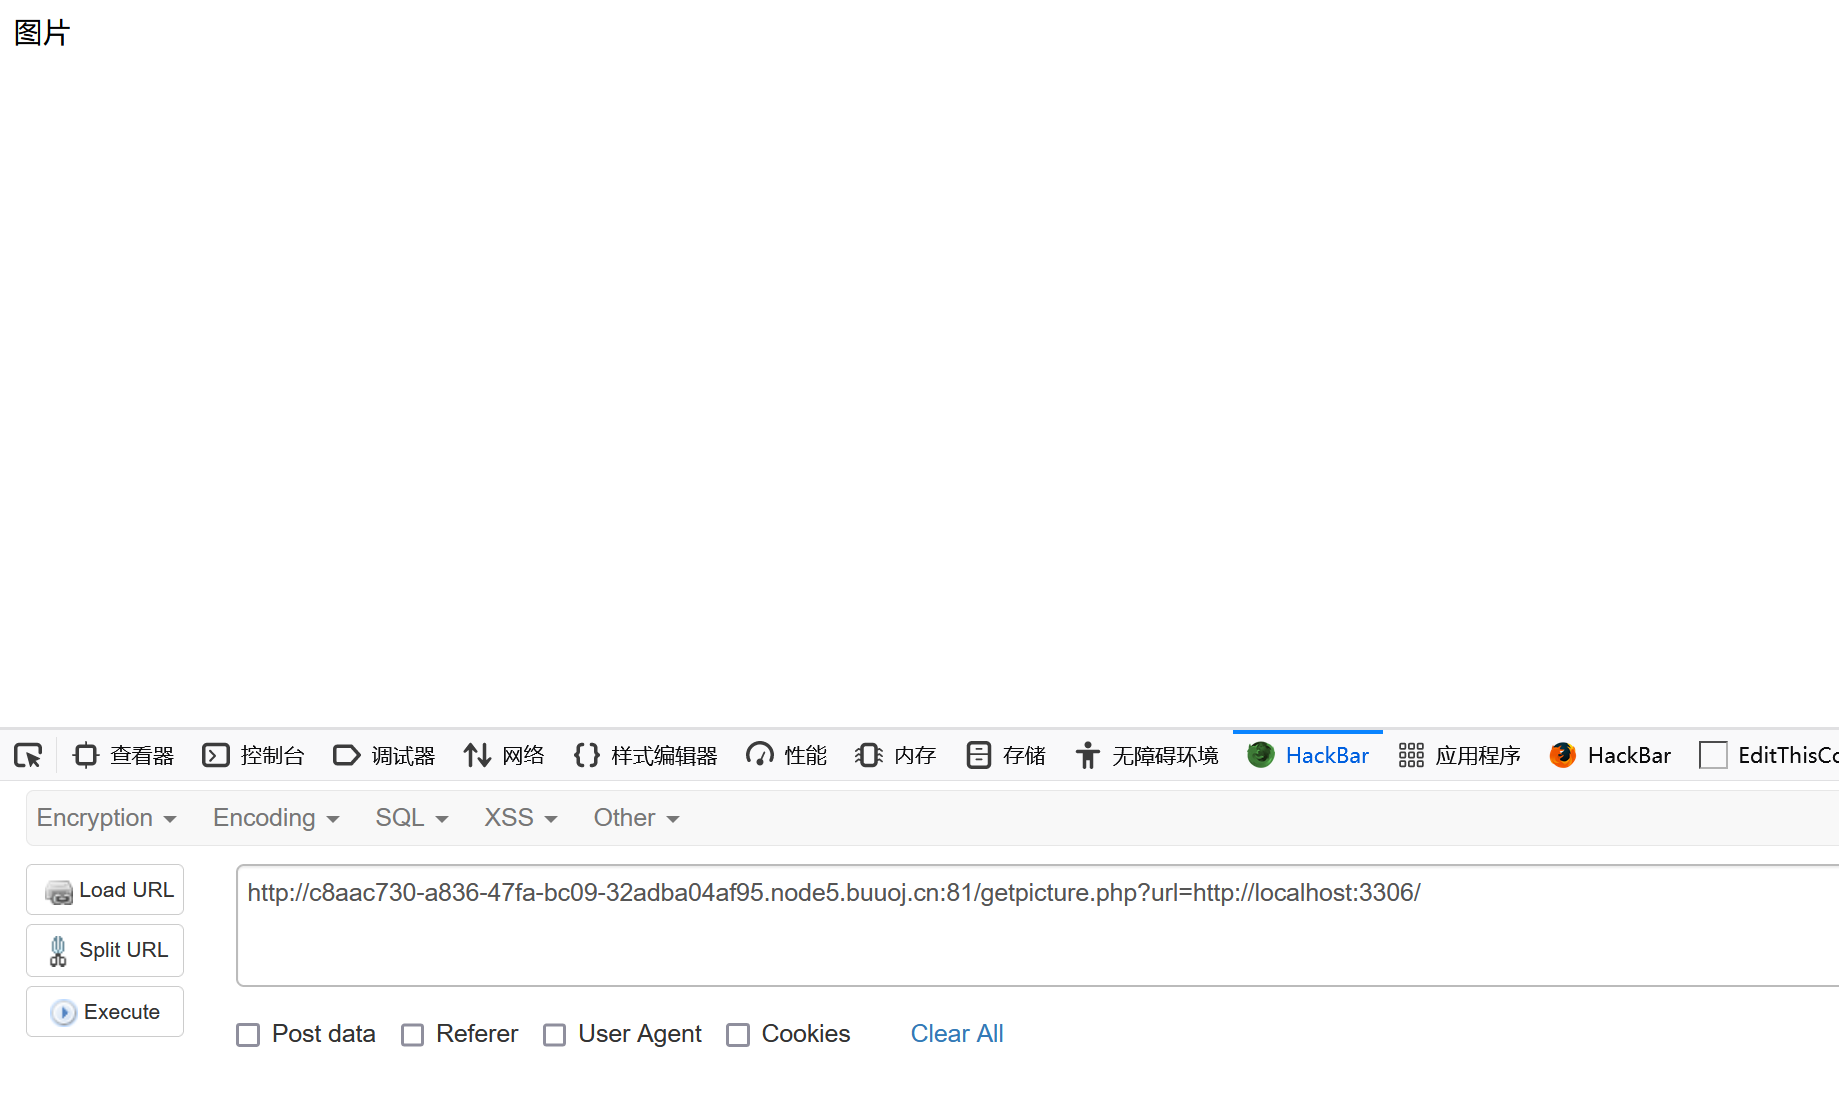 图片
查看器 控制台 调试器 网络 样式编辑器 性能 内存 存储 无障碍环境 HackBar 应用程序 HackBar EditThisCo
Encryption Encoding SQL XSS Other
Load URL http://c8aac730-a836-47fa-bc09-32adba04af95.node5.buuoj.cn:81/getpicture.php?url=http://localhost:3306/
Split URL
Execute
Post data Referer User Agent Cookies Clear All